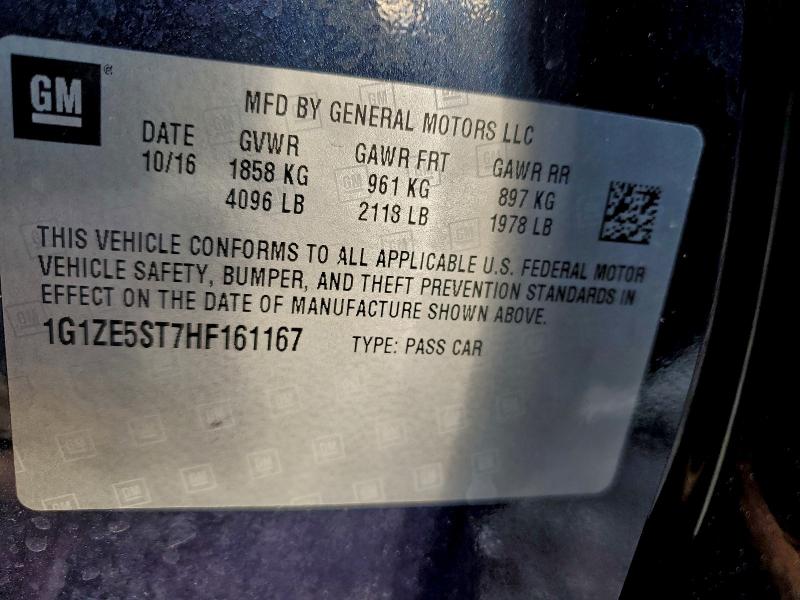 GM
MFD BY GENERAL MOTORS LLC
DATE GVWR GAWR FRT GAWR RR
10/16 1858 KG 961 KG 897 KG
4096 LB 2118 LB 1978 LB
THIS VEHICLE CONFORMS TO ALL APPLICABLE U.S. FEDERAL MOTOR
VEHICLE SAFETY, BUMPER, AND THEFT PREVENTION STANDARDS IN
EFFECT ON THE DATE OF MANUFACTURE SHOWN ABOVE.
1G1ZE5ST7HF161167 TYPE: PASS CAR